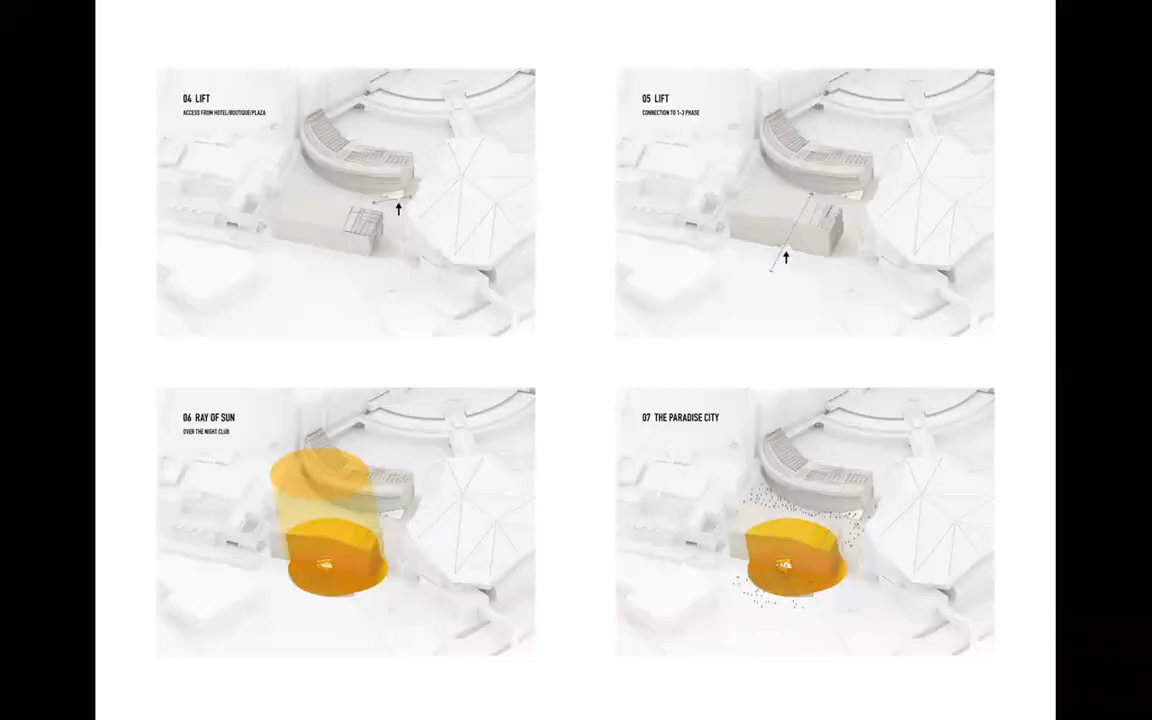 04 LIFT
ACCESS FROM HOTEL/BOUTIQUE/PLAZA
05 LIFT
CONNECTION TO 1-3 PHASE
06 RAY OF SUN
OVER THE NIGHT CLUB
07 THE PARADISE CITY